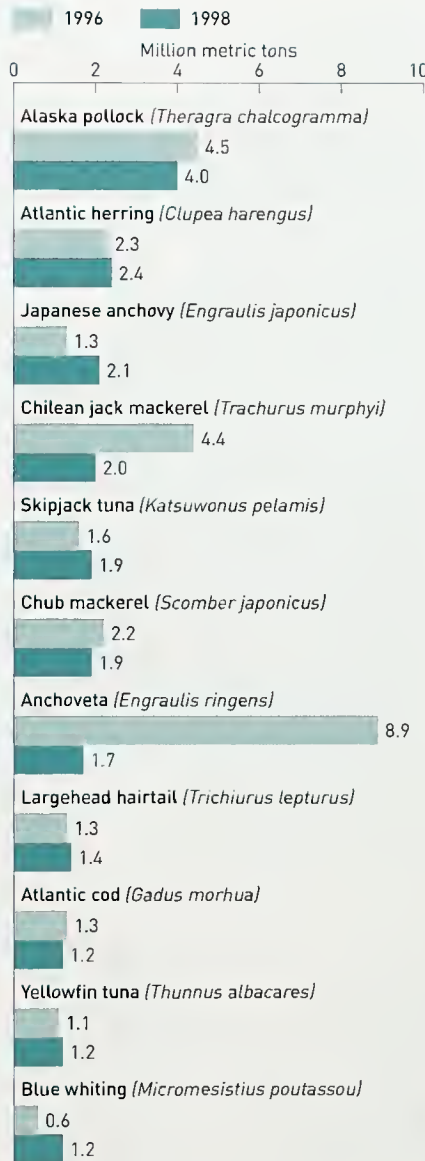 1996 1998
Million metric tons
0 2 4 6 8 10
Alaska pollock (Theragra chalcogramma)
4.5
4.0
Atlantic herring (Clupea harengus)
2.3
2.4
Japanese anchovy (Engraulis japonicus)
1.3
2.1
Chilean jack mackerel (Trachurus murphyi)
4.4
2.0
Skipjack tuna (Katsuwonus pelamis)
1.6
1.9
Chub mackerel (Scomber japonicus)
2.2
1.9
Anchoveta (Engraulis ringens)
8.9
1.7
Largehead hairtail (Trichiurus lepturus)
1.3
1.4
Atlantic cod (Gadus morhua)
1.3
1.2
Yellowfin tuna (Thunnus albacares)
1.1
1.2
Blue whiting (Micromesistius poutassou)
0.6
1.2